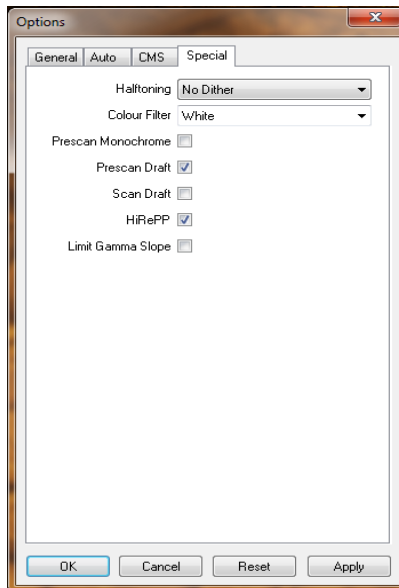 Options
General Auto CMS Special
Halftoning No Dither
Colour Filter White
Prescan Monochrome
Prescan Draft
Scan Draft
HiRePP
Limit Gamma Slope
OK Cancel Reset Apply